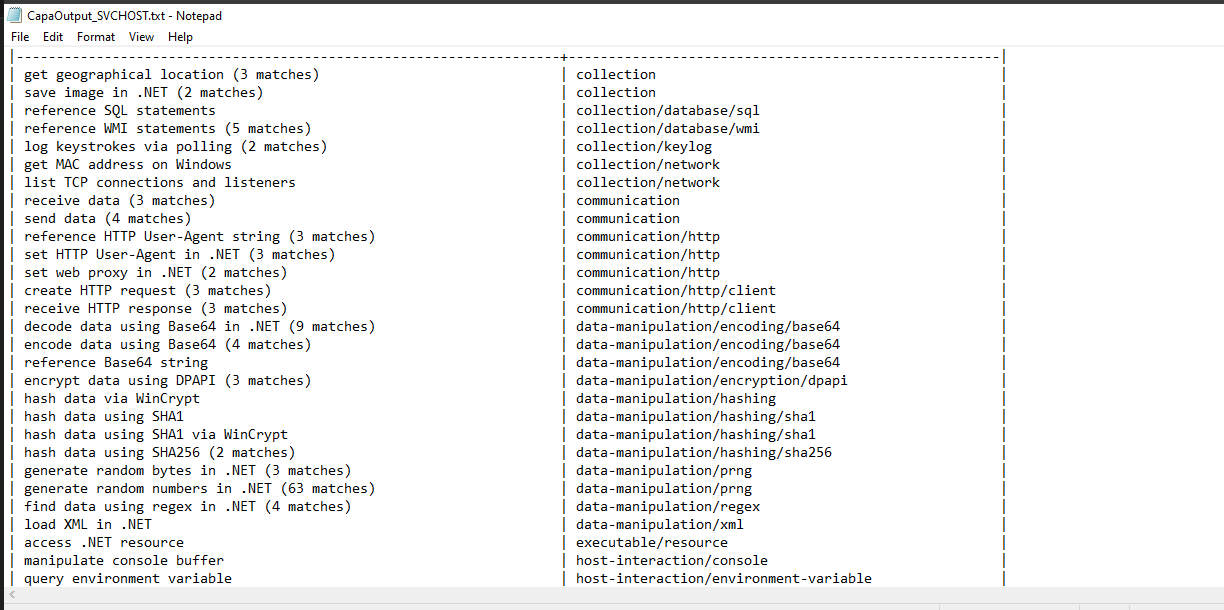 CapaOutput_SVCHOST.txt - Notepad
File Edit Format View Help
|--------------------------------------------------------------------+------------------------------------------------------|
| get geographical location (3 matches) | collection |
| save image in .NET (2 matches) | collection |
| reference SQL statements | collection/database/sql |
| reference WMI statements (5 matches) | collection/database/wmi |
| log keystrokes via polling (2 matches) | collection/keylog |
| get MAC address on Windows | collection/network |
| list TCP connections and listeners | collection/network |
| receive data (3 matches) | communication |
| send data (4 matches) | communication |
| reference HTTP User-Agent string (3 matches) | communication/http |
| set HTTP User-Agent in .NET (3 matches) | communication/http |
| set web proxy in .NET (2 matches) | communication/http |
| create HTTP request (3 matches) | communication/http/client |
| receive HTTP response (3 matches) | communication/http/client |
| decode data using Base64 in .NET (9 matches) | data-manipulation/encoding/base64 |
| encode data using Base64 (4 matches) | data-manipulation/encoding/base64 |
| reference Base64 string | data-manipulation/encoding/base64 |
| encrypt data using DPAPI (3 matches) | data-manipulation/encryption/dpapi |
| hash data via WinCrypt | data-manipulation/hashing |
| hash data using SHA1 | data-manipulation/hashing/sha1 |
| hash data using SHA1 via WinCrypt | data-manipulation/hashing/sha1 |
| hash data using SHA256 (2 matches) | data-manipulation/hashing/sha256 |
| generate random bytes in .NET (3 matches) | data-manipulation/prng |
| generate random numbers in .NET (63 matches) | data-manipulation/prng |
| find data using regex in .NET (4 matches) | data-manipulation/regex |
| load XML in .NET | data-manipulation/xml |
| access .NET resource | executable/resource |
| manipulate console buffer | host-interaction/console |
| query environment variable | host-interaction/environment-variable |